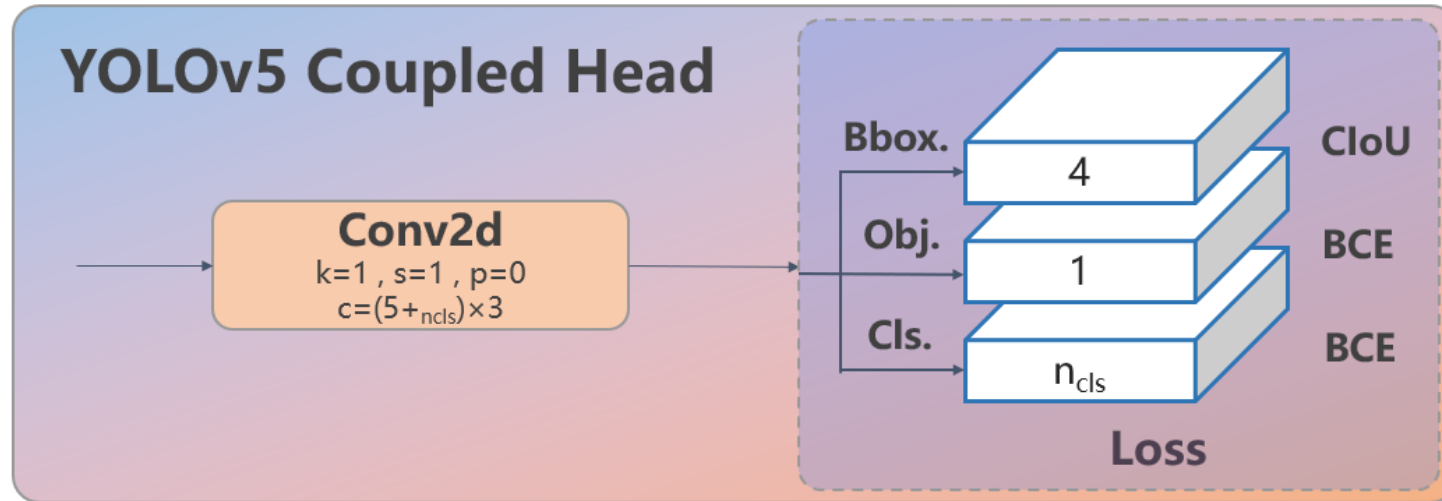 YOLOv5 Coupled Head
Conv2d
k=1 , s=1 , p=0
c=(5+ncls)×3
Bbox.
4
CIoU
Obj.
1
BCE
Cls.
ncls
BCE
Loss